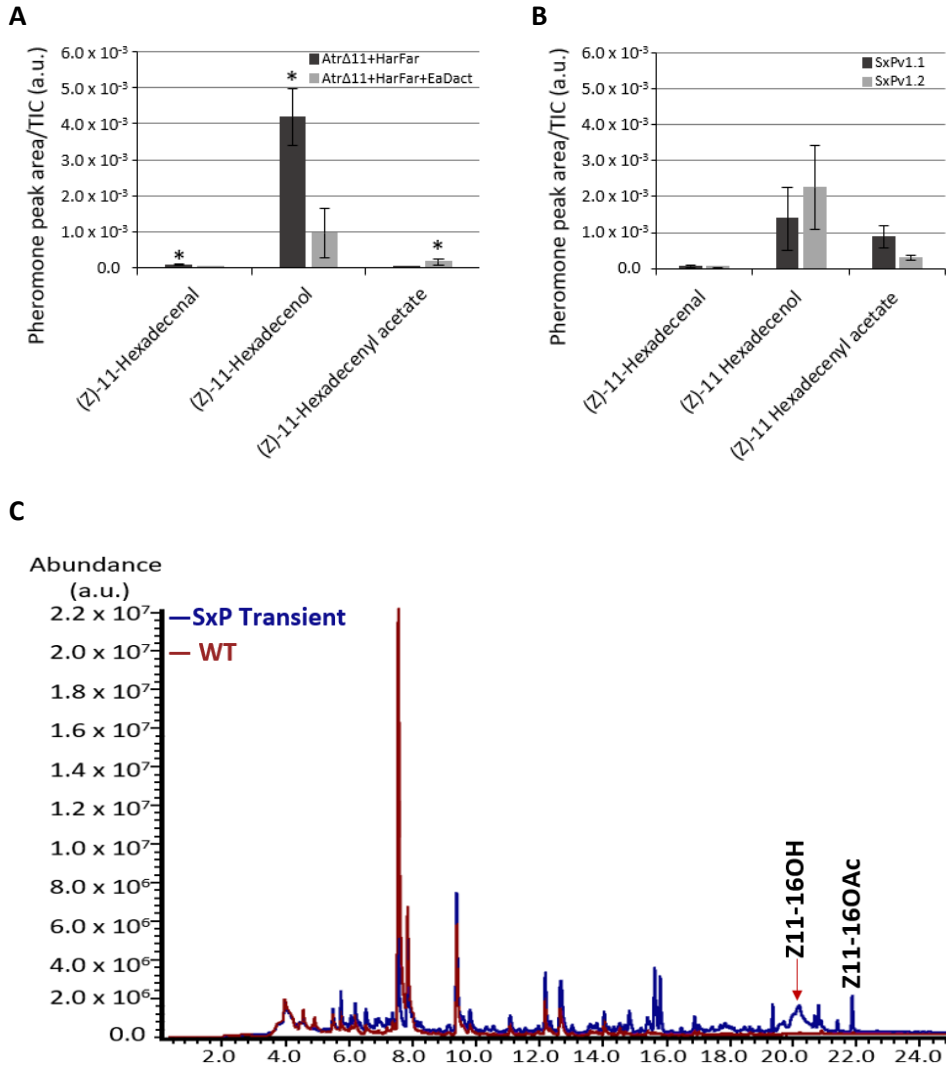 A
Pheromone peak area/TIC (a.u.)
6.0 x 10⁻³
5.0 x 10⁻³
4.0 x 10⁻³
3.0 x 10⁻³
2.0 x 10⁻³
1.0 x 10⁻³
0.0
AtrΔ11+HarFar
AtrΔ11+HarFar+EaDact
*
*
*
(Z)-11-Hexadecenal
(Z)-11-Hexadecenol
(Z)-11-Hexadecenyl acetate
B
Pheromone peak area/TIC (a.u.)
6.0 x 10⁻³
5.0 x 10⁻³
4.0 x 10⁻³
3.0 x 10⁻³
2.0 x 10⁻³
1.0 x 10⁻³
0.0
SxPv1.1
SxPv1.2
(Z)-11-Hexadecenal
(Z)-11 Hexadecenol
(Z)-11 Hexadecenyl acetate
C
Abundance
(a.u.)
2.2 x 10⁷
2.0 x 10⁷
1.8 x 10⁷
1.6 x 10⁷
1.4 x 10⁷
1.2 x 10⁷
1.0 x 10⁷
8.0 x 10⁶
6.0 x 10⁶
4.0 x 10⁶
2.0 x 10⁶
0.0
SxP Transient
WT
Z11-16OH
Z11-16OAc
2.0 4.0 6.0 8.0 10.0 12.0 14.0 16.0 18.0 20.0 22.0 24.0